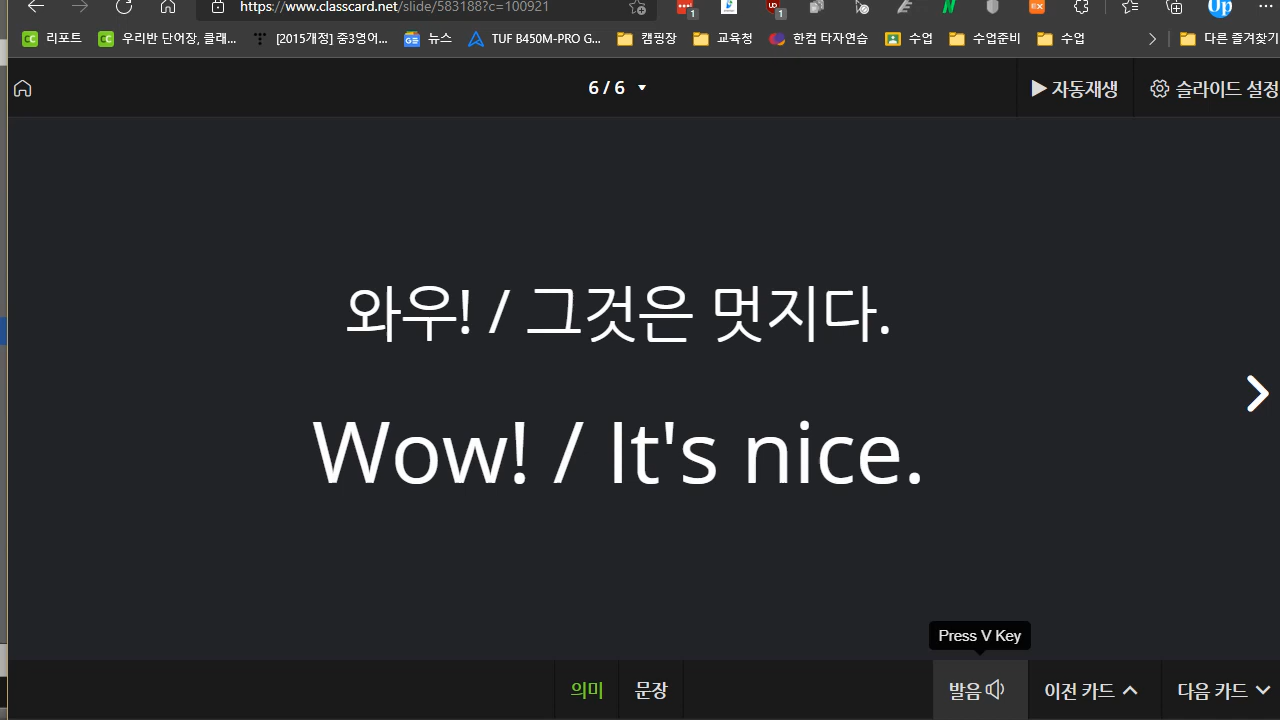 https://www.classcard.net/slide/583188?c=100921
리포트 우리반 단어장, 클래... [2015개정] 중3영어... 뉴스 TUF B450M-PRO G... 캠핑장 교육청 한컴 타자연습 수업 수업준비 수업 다른 즐겨찾기
6 / 6 자동재생 슬라이드 설정
와우! / 그것은 멋지다.
Wow! / It's nice.
Press V Key
의미 문장 발음 이전 카드 다음 카드